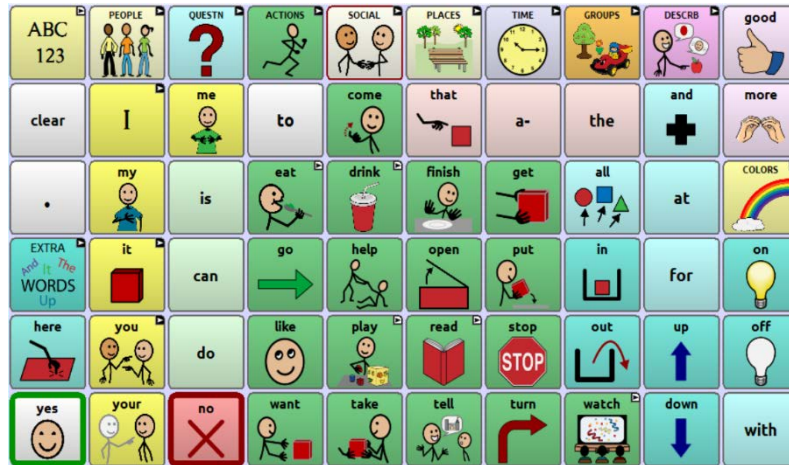 ABC
123
PEOPLE
QUESTN
ACTIONS
SOCIAL
PLACES
TIME
GROUPS
DESCRB
good
clear
I
me
to
come
that
a-
the
and
more
.
my
is
eat
drink
finish
get
all
at
COLORS
EXTRA
And it The
WORDS
Up
it
can
go
help
open
put
in
for
on
here
you
do
like
play
read
stop
STOP
out
up
off
yes
your
no
want
take
tell
turn
watch
down
with